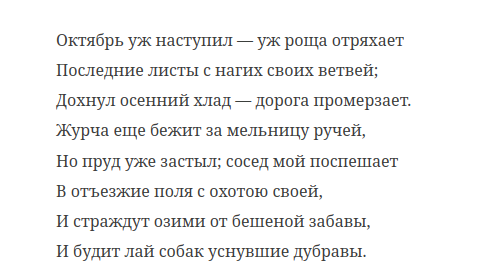 Октябрь уж наступил — уж роща отряхает
Последние листы с нагих своих ветвей;
Дохнул осенний хлад — дорога промерзает.
Журча еще бежит за мельницу ручей,
Но пруд уже застыл; сосед мой поспешает
В отъезжие поля с охотою своей,
И страждут озими от бешеной забавы,
И будит лай собак уснувшие дубравы.